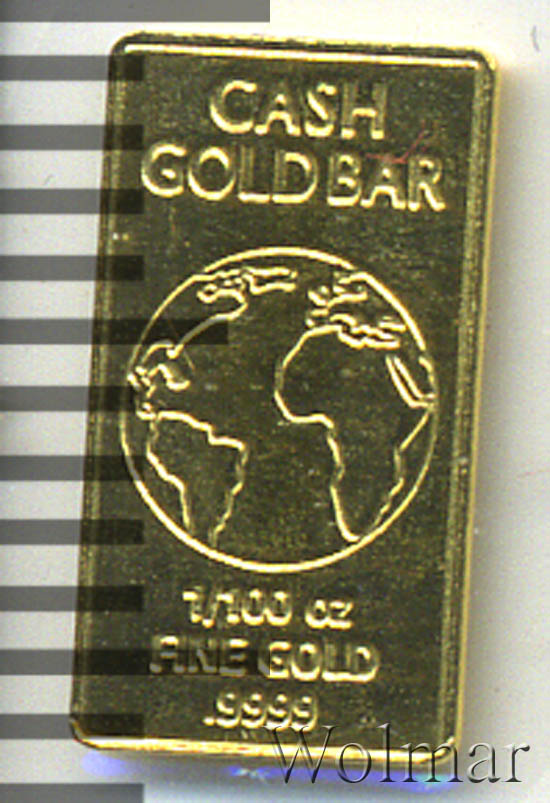 CASH
GOLD BAR
1/100 oz
FINE GOLD
.9999
Wolmar